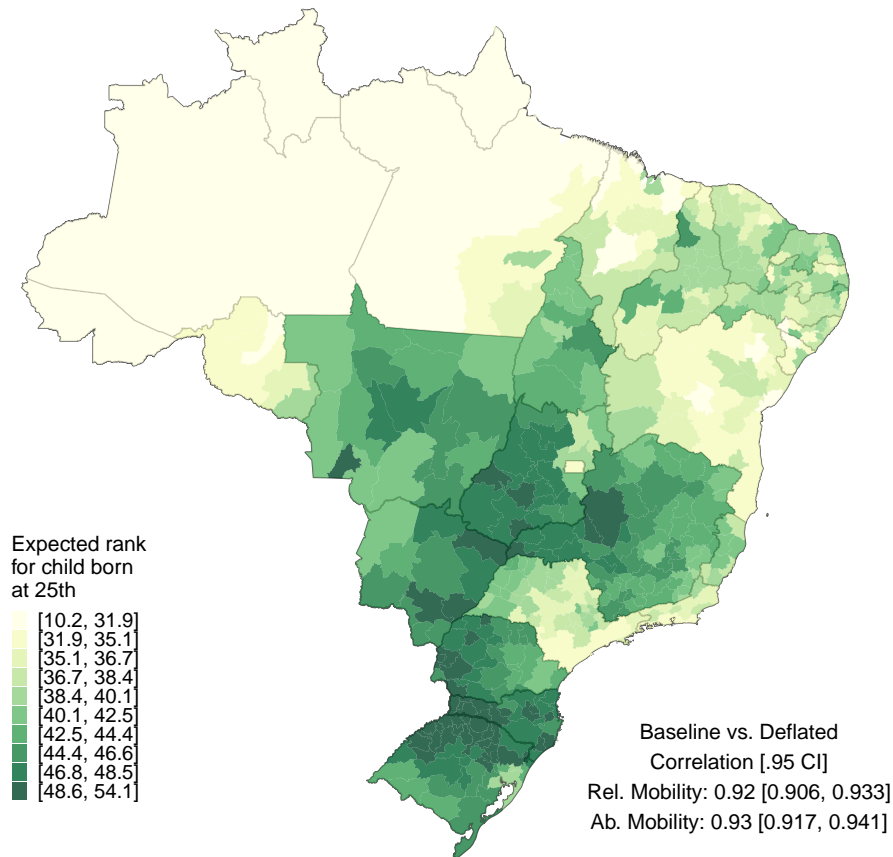 Expected rank
for child born
at 25th
[10.2, 31.9]
[31.9, 35.1]
[35.1, 36.7]
[36.7, 38.4]
[38.4, 40.1]
[40.1, 42.5]
[42.5, 44.4]
[44.4, 46.6]
[46.8, 48.5]
[48.6, 54.1]
Baseline vs. Deflated
Correlation [.95 CI]
Rel. Mobility: 0.92 [0.906, 0.933]
Ab. Mobility: 0.93 [0.917, 0.941]